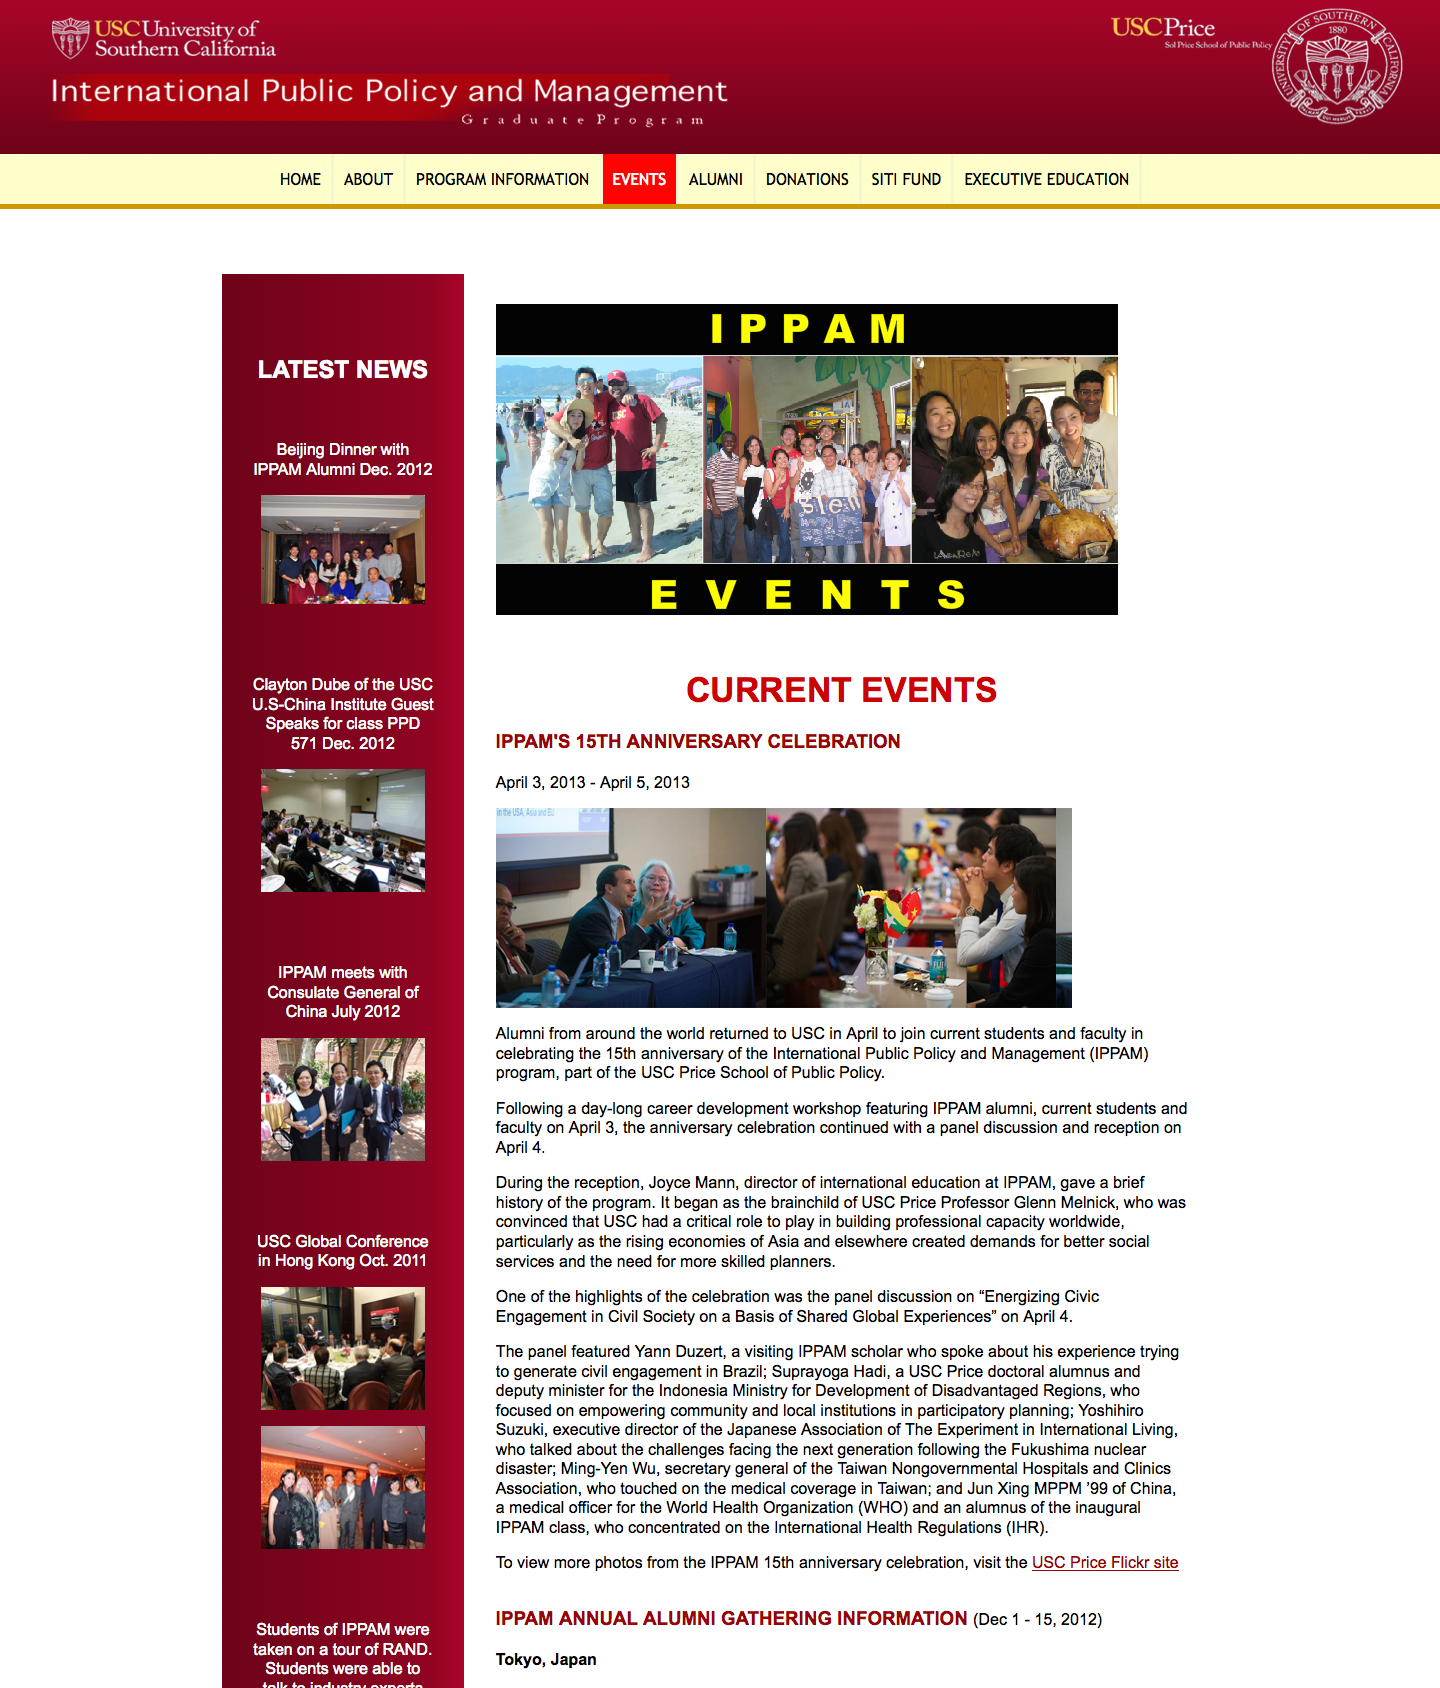 USC University of
Southern California
International Public Policy and Management
Graduate Program
USC Price
Sol Price School of Public Policy
UNIVERSITY OF SOUTHERN CALIFORNIA
1880
HOME
ABOUT
PROGRAM INFORMATION
EVENTS
ALUMNI
DONATIONS
SITI FUND
EXECUTIVE EDUCATION
LATEST NEWS
Beijing Dinner with
IPPAM Alumni Dec. 2012
Clayton Dube of the USC
U.S-China Institute Guest
Speaks for class PPD
571 Dec. 2012
IPPAM meets with
Consulate General of
China July 2012
USC Global Conference
in Hong Kong Oct. 2011
Students of IPPAM were
taken on a tour of RAND.
Students were able to
talk to industry experts
IPPAM
USC
EVENTS
CURRENT EVENTS
IPPAM'S 15TH ANNIVERSARY CELEBRATION
April 3, 2013 - April 5, 2013
in the USA, Asia and EU
FIJI
Alumni from around the world returned to USC in April to join current students and faculty in
celebrating the 15th anniversary of the International Public Policy and Management (IPPAM)
program, part of the USC Price School of Public Policy.
Following a day-long career development workshop featuring IPPAM alumni, current students and
faculty on April 3, the anniversary celebration continued with a panel discussion and reception on
April 4.
During the reception, Joyce Mann, director of international education at IPPAM, gave a brief
history of the program. It began as the brainchild of USC Price Professor Glenn Melnick, who was
convinced that USC had a critical role to play in building professional capacity worldwide,
particularly as the rising economies of Asia and elsewhere created demands for better social
services and the need for more skilled planners.
One of the highlights of the celebration was the panel discussion on “Energizing Civic
Engagement in Civil Society on a Basis of Shared Global Experiences” on April 4.
The panel featured Yann Duzert, a visiting IPPAM scholar who spoke about his experience trying
to generate civil engagement in Brazil; Suprayoga Hadi, a USC Price doctoral alumnus and
deputy minister for the Indonesia Ministry for Development of Disadvantaged Regions, who
focused on empowering community and local institutions in participatory planning; Yoshihiro
Suzuki, executive director of the Japanese Association of The Experiment in International Living,
who talked about the challenges facing the next generation following the Fukushima nuclear
disaster; Ming-Yen Wu, secretary general of the Taiwan Nongovernmental Hospitals and Clinics
Association, who touched on the medical coverage in Taiwan; and Jun Xing MPPM ’99 of China,
a medical officer for the World Health Organization (WHO) and an alumnus of the inaugural
IPPAM class, who concentrated on the International Health Regulations (IHR).
To view more photos from the IPPAM 15th anniversary celebration, visit the USC Price Flickr site
IPPAM ANNUAL ALUMNI GATHERING INFORMATION (Dec 1 - 15, 2012)
Tokyo, Japan